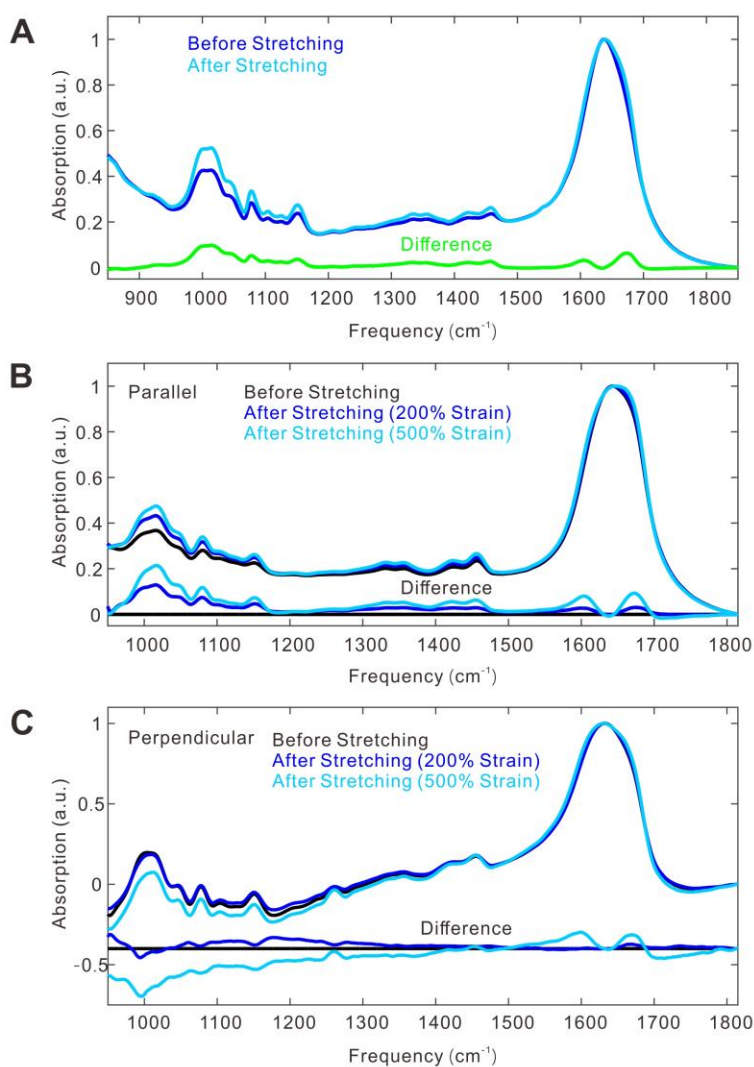 A
Before Stretching
After Stretching
Absorption (a.u.)
1
0.8
0.6
0.4
0.2
0
Difference
900 1000 1100 1200 1300 1400 1500 1600 1700 1800
Frequency (cm⁻¹)
B
Parallel
Before Stretching
After Stretching (200% Strain)
After Stretching (500% Strain)
Absorption (a.u.)
1
0.8
0.6
0.4
0.2
0
Difference
1000 1100 1200 1300 1400 1500 1600 1700 1800
Frequency (cm⁻¹)
C
Perpendicular
Before Stretching
After Stretching (200% Strain)
After Stretching (500% Strain)
Absorption (a.u.)
1
0.5
0
-0.5
Difference
1000 1100 1200 1300 1400 1500 1600 1700 1800
Frequency (cm⁻¹)